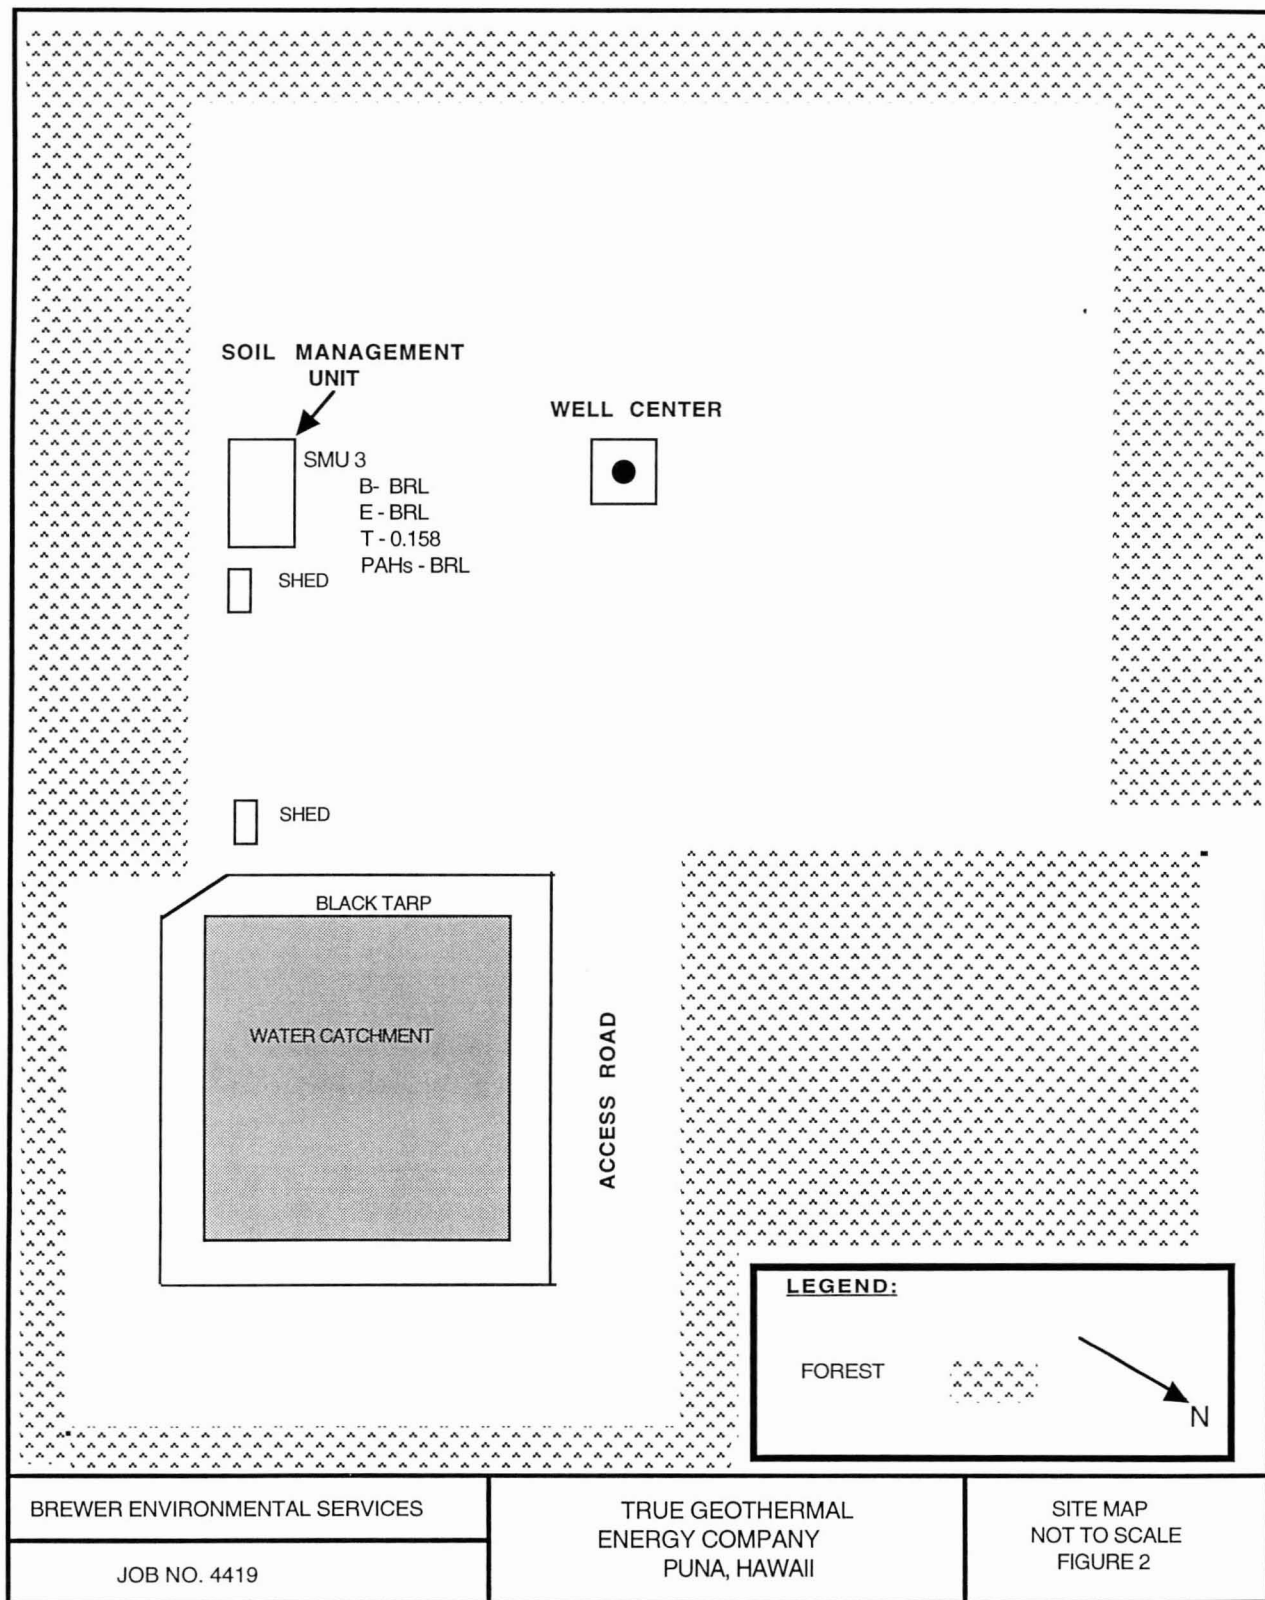 SOIL MANAGEMENT
UNIT
WELL CENTER
SMU 3
B- BRL
E - BRL
T - 0.158
PAHs - BRL
SHED
SHED
BLACK TARP
WATER CATCHMENT
ACCESS ROAD
LEGEND:
FOREST
N
BREWER ENVIRONMENTAL SERVICES
JOB NO. 4419
TRUE GEOTHERMAL
ENERGY COMPANY
PUNA, HAWAII
SITE MAP
NOT TO SCALE
FIGURE 2